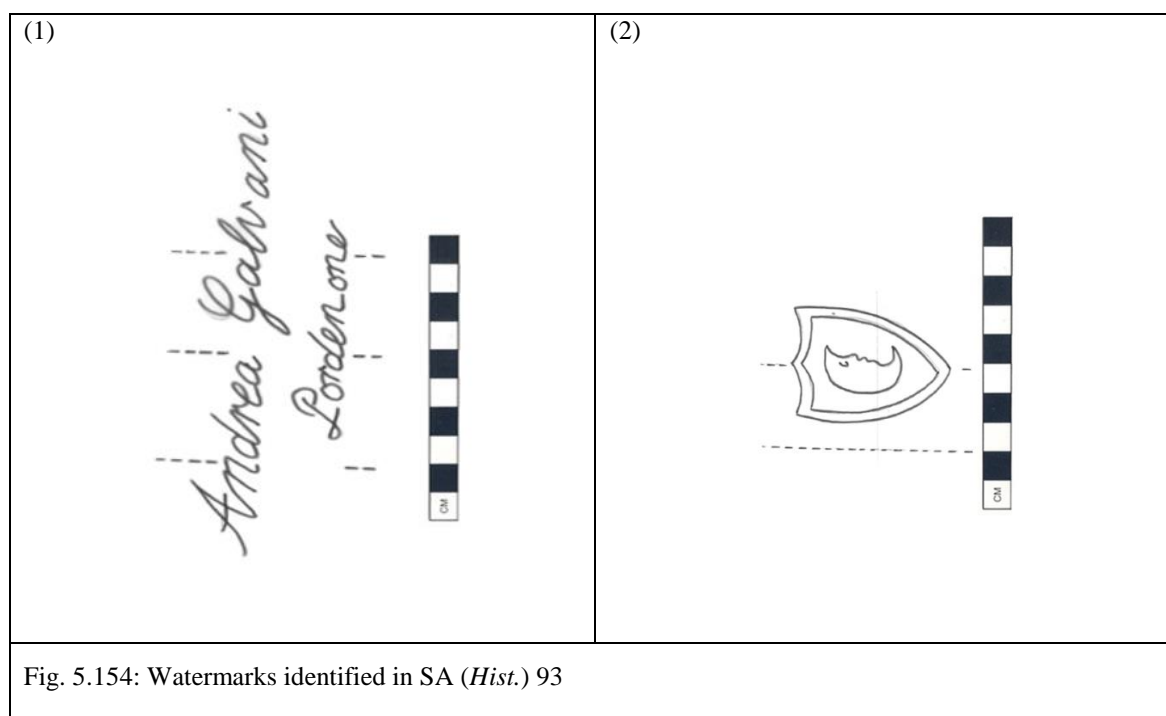 (1)
Andrea Galvani
Pordenone
CM
(2)
CM
Fig. 5.154: Watermarks identified in SA (Hist.) 93